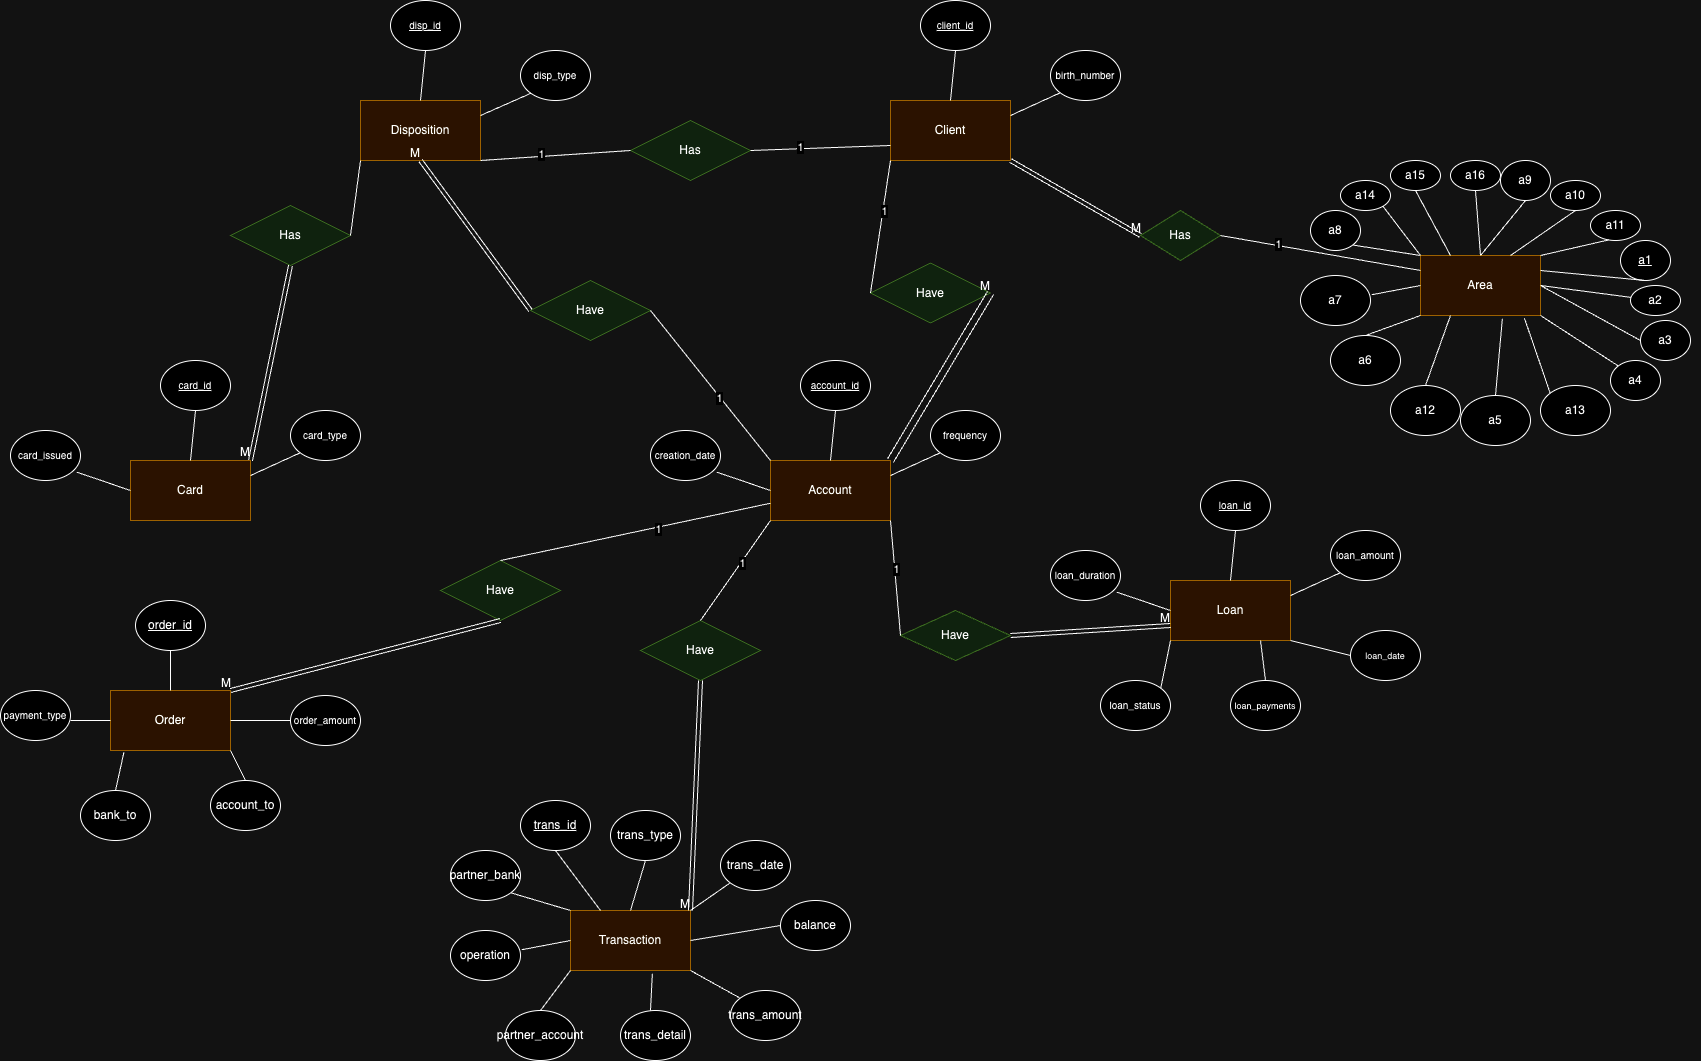 disp_id
client_id
disp_type
birth_number
Disposition
Client
M
1
Has
1
a15
a16
a9
a14
a10
1
a8
a11
M
Has
Has
1
a1
Area
M
Have
a7
a2
Have
a3
a6
card_id
account_id
a4
1
a12
a5
a13
card_type
frequency
card_issued
M
creation_date
Card
Account
loan_id
1
loan_amount
1
1
loan_duration
Have
Loan
order_id
M
Have
Have
loan_date
M
payment_type
Order
order_amount
loan_status
loan_payments
account_to
bank_to
trans_id
trans_type
trans_date
partner_bank
M
balance
Transaction
operation
trans_amount
partner_account
trans_detail